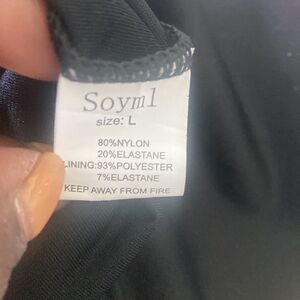 Soyml
size: L
80%NYLON
20%ELASTANE
LINING:93%POLYESTER
7%ELASTANE
KEEP AWAY FROM FIRE